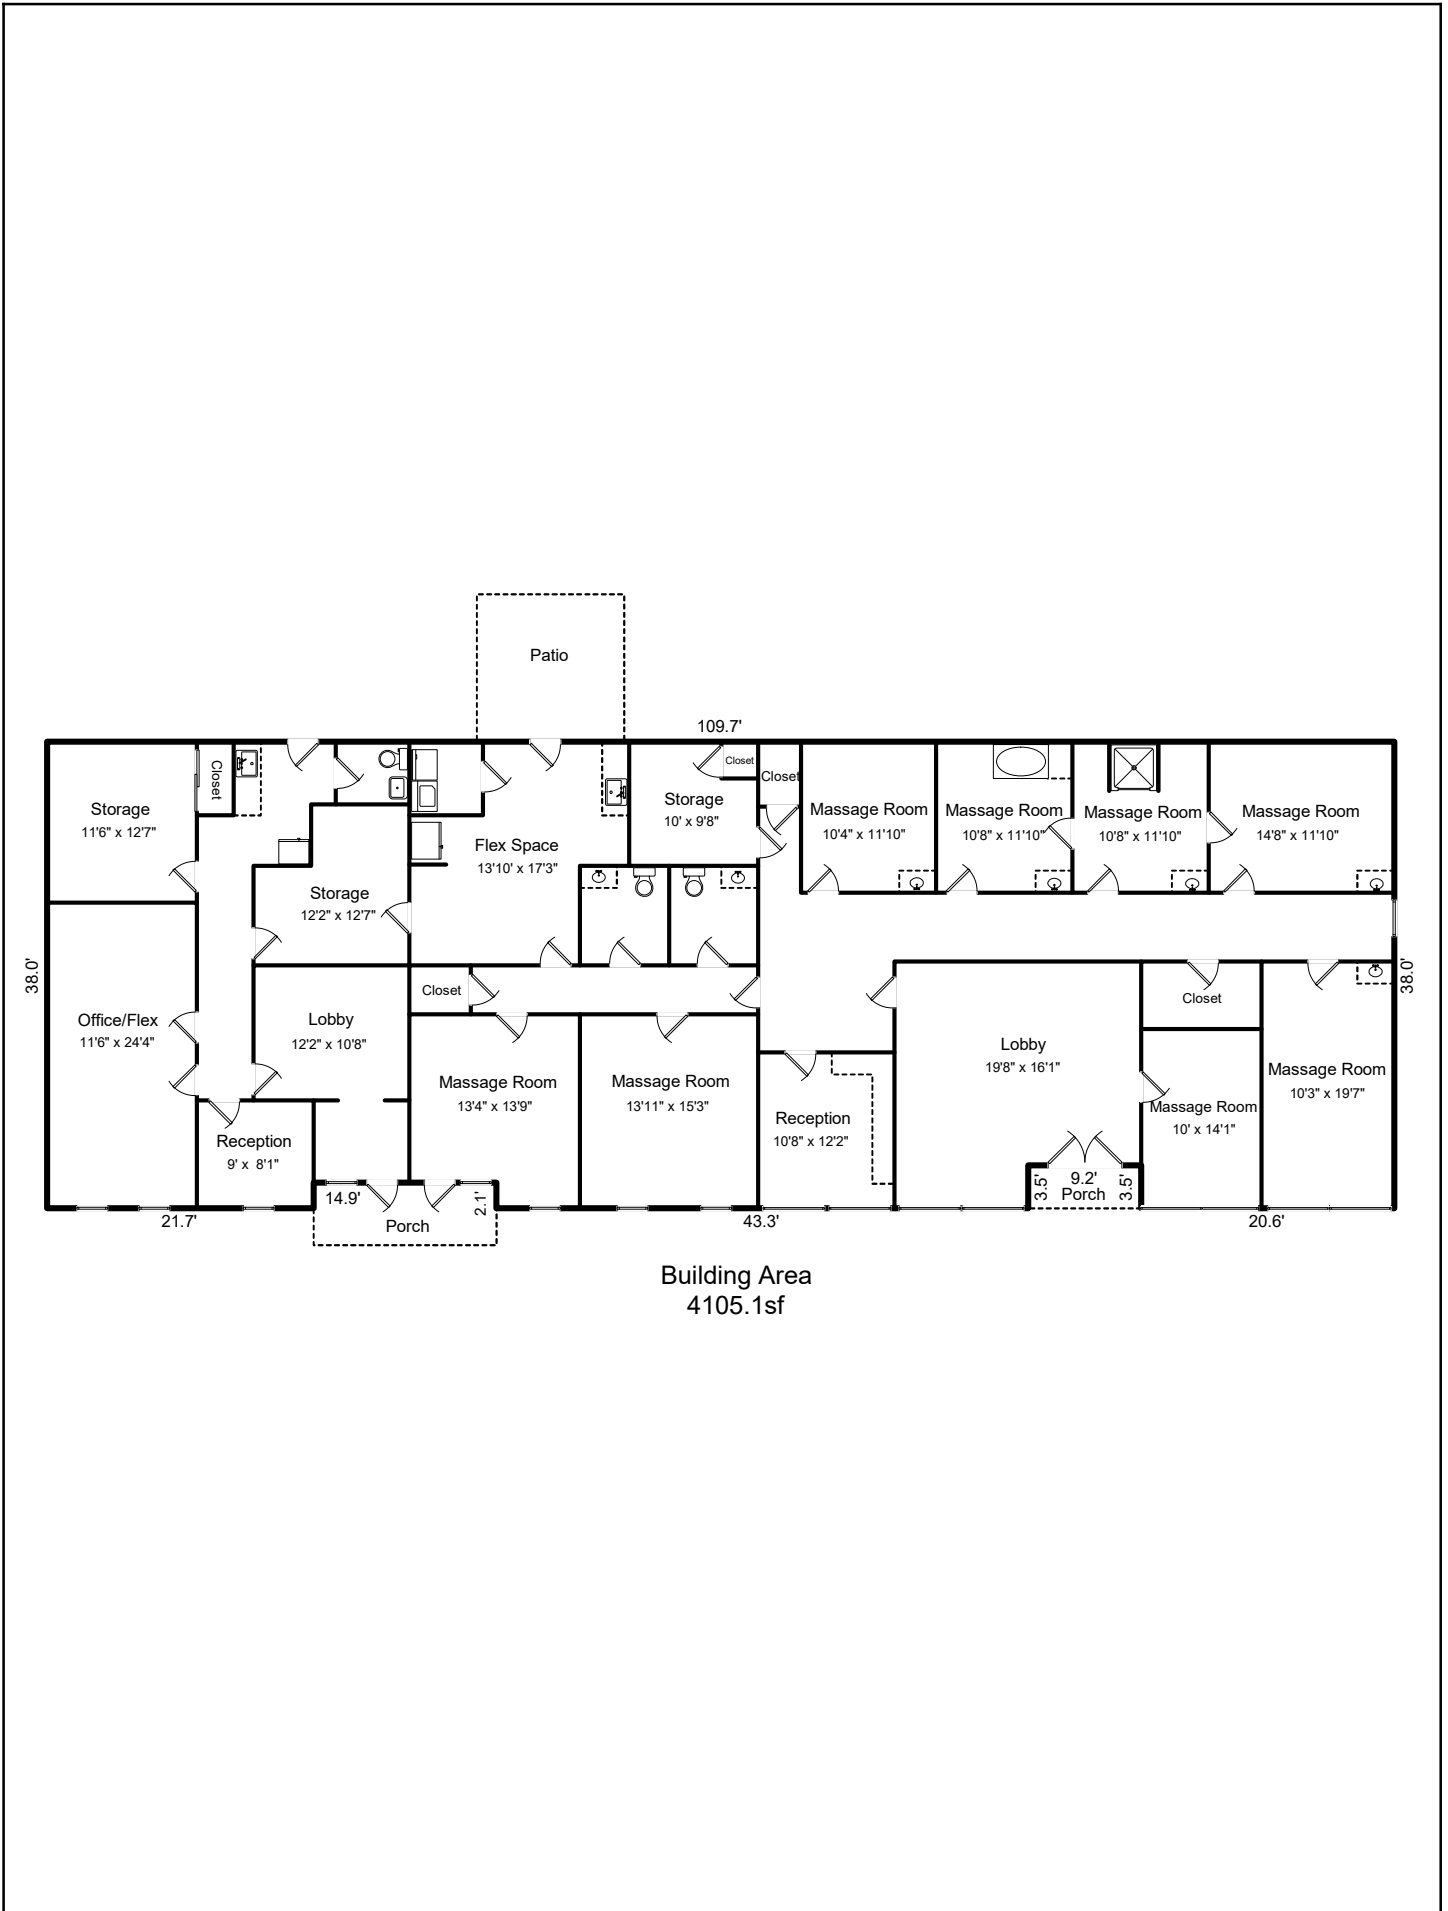 Patio
109.7'
Storage
11'6" x 12'7"
Closet
Storage
12'2" x 12'7"
Flex Space
13'10' x 17'3"
Storage
10' x 9'8"
Closet
Closet
Massage Room
10'4" x 11'10"
Massage Room
10'8" x 11'10"
Massage Room
10'8" x 11'10"
Massage Room
14'8" x 11'10"
38.0'
Office/Flex
11'6" x 24'4"
Lobby
12'2" x 10'8"
Closet
Massage Room
13'4" x 13'9"
Massage Room
13'11" x 15'3"
Reception
9' x  8'1"
Reception
10'8" x 12'2"
Lobby
19'8" x 16'1"
Closet
Massage Room
10' x 14'1"
Massage Room
10'3" x 19'7"
38.0'
21.7'
14.9'
2.1'
Porch
43.3'
3.5'
9.2'
Porch
3.5'
20.6'
Building Area
4105.1sf